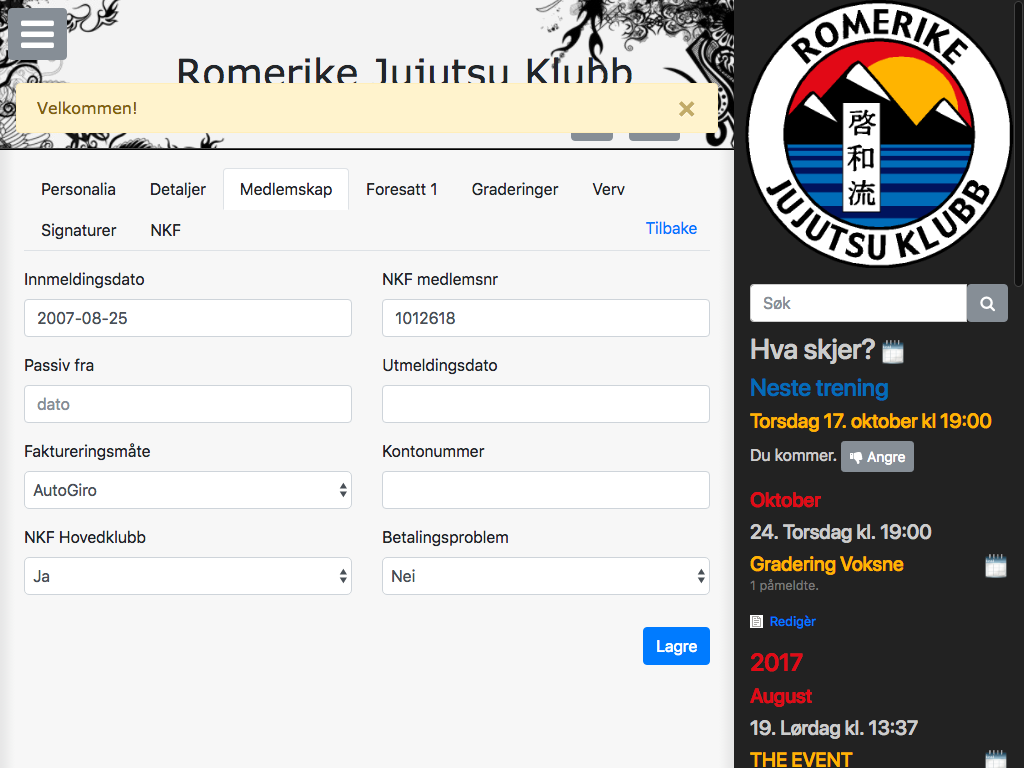 Romerike Jujutsu Klubb
Velkommen!
×
Personalia Detaljer Medlemskap Foresatt 1 Graderinger Verv
Signaturer NKF Tilbake
Innmeldingsdato NKF medlemsnr
2007-08-25 1012618
Passiv fra Utmeldingsdato
dato
Faktureringsmåte Kontonummer
AutoGiro
NKF Hovedklubb Betalingsproblem
Ja Nei
Lagre
ROMERIKE
啓
和
流
JUJUTSU KLUBB
Søk
Hva skjer?
Neste trening
Torsdag 17. oktober kl 19:00
Du kommer. Angre
Oktober
24. Torsdag kl. 19:00
Gradering Voksne
1 påmeldte.
Redigèr
2017
August
19. Lørdag kl. 13:37
THE EVENT